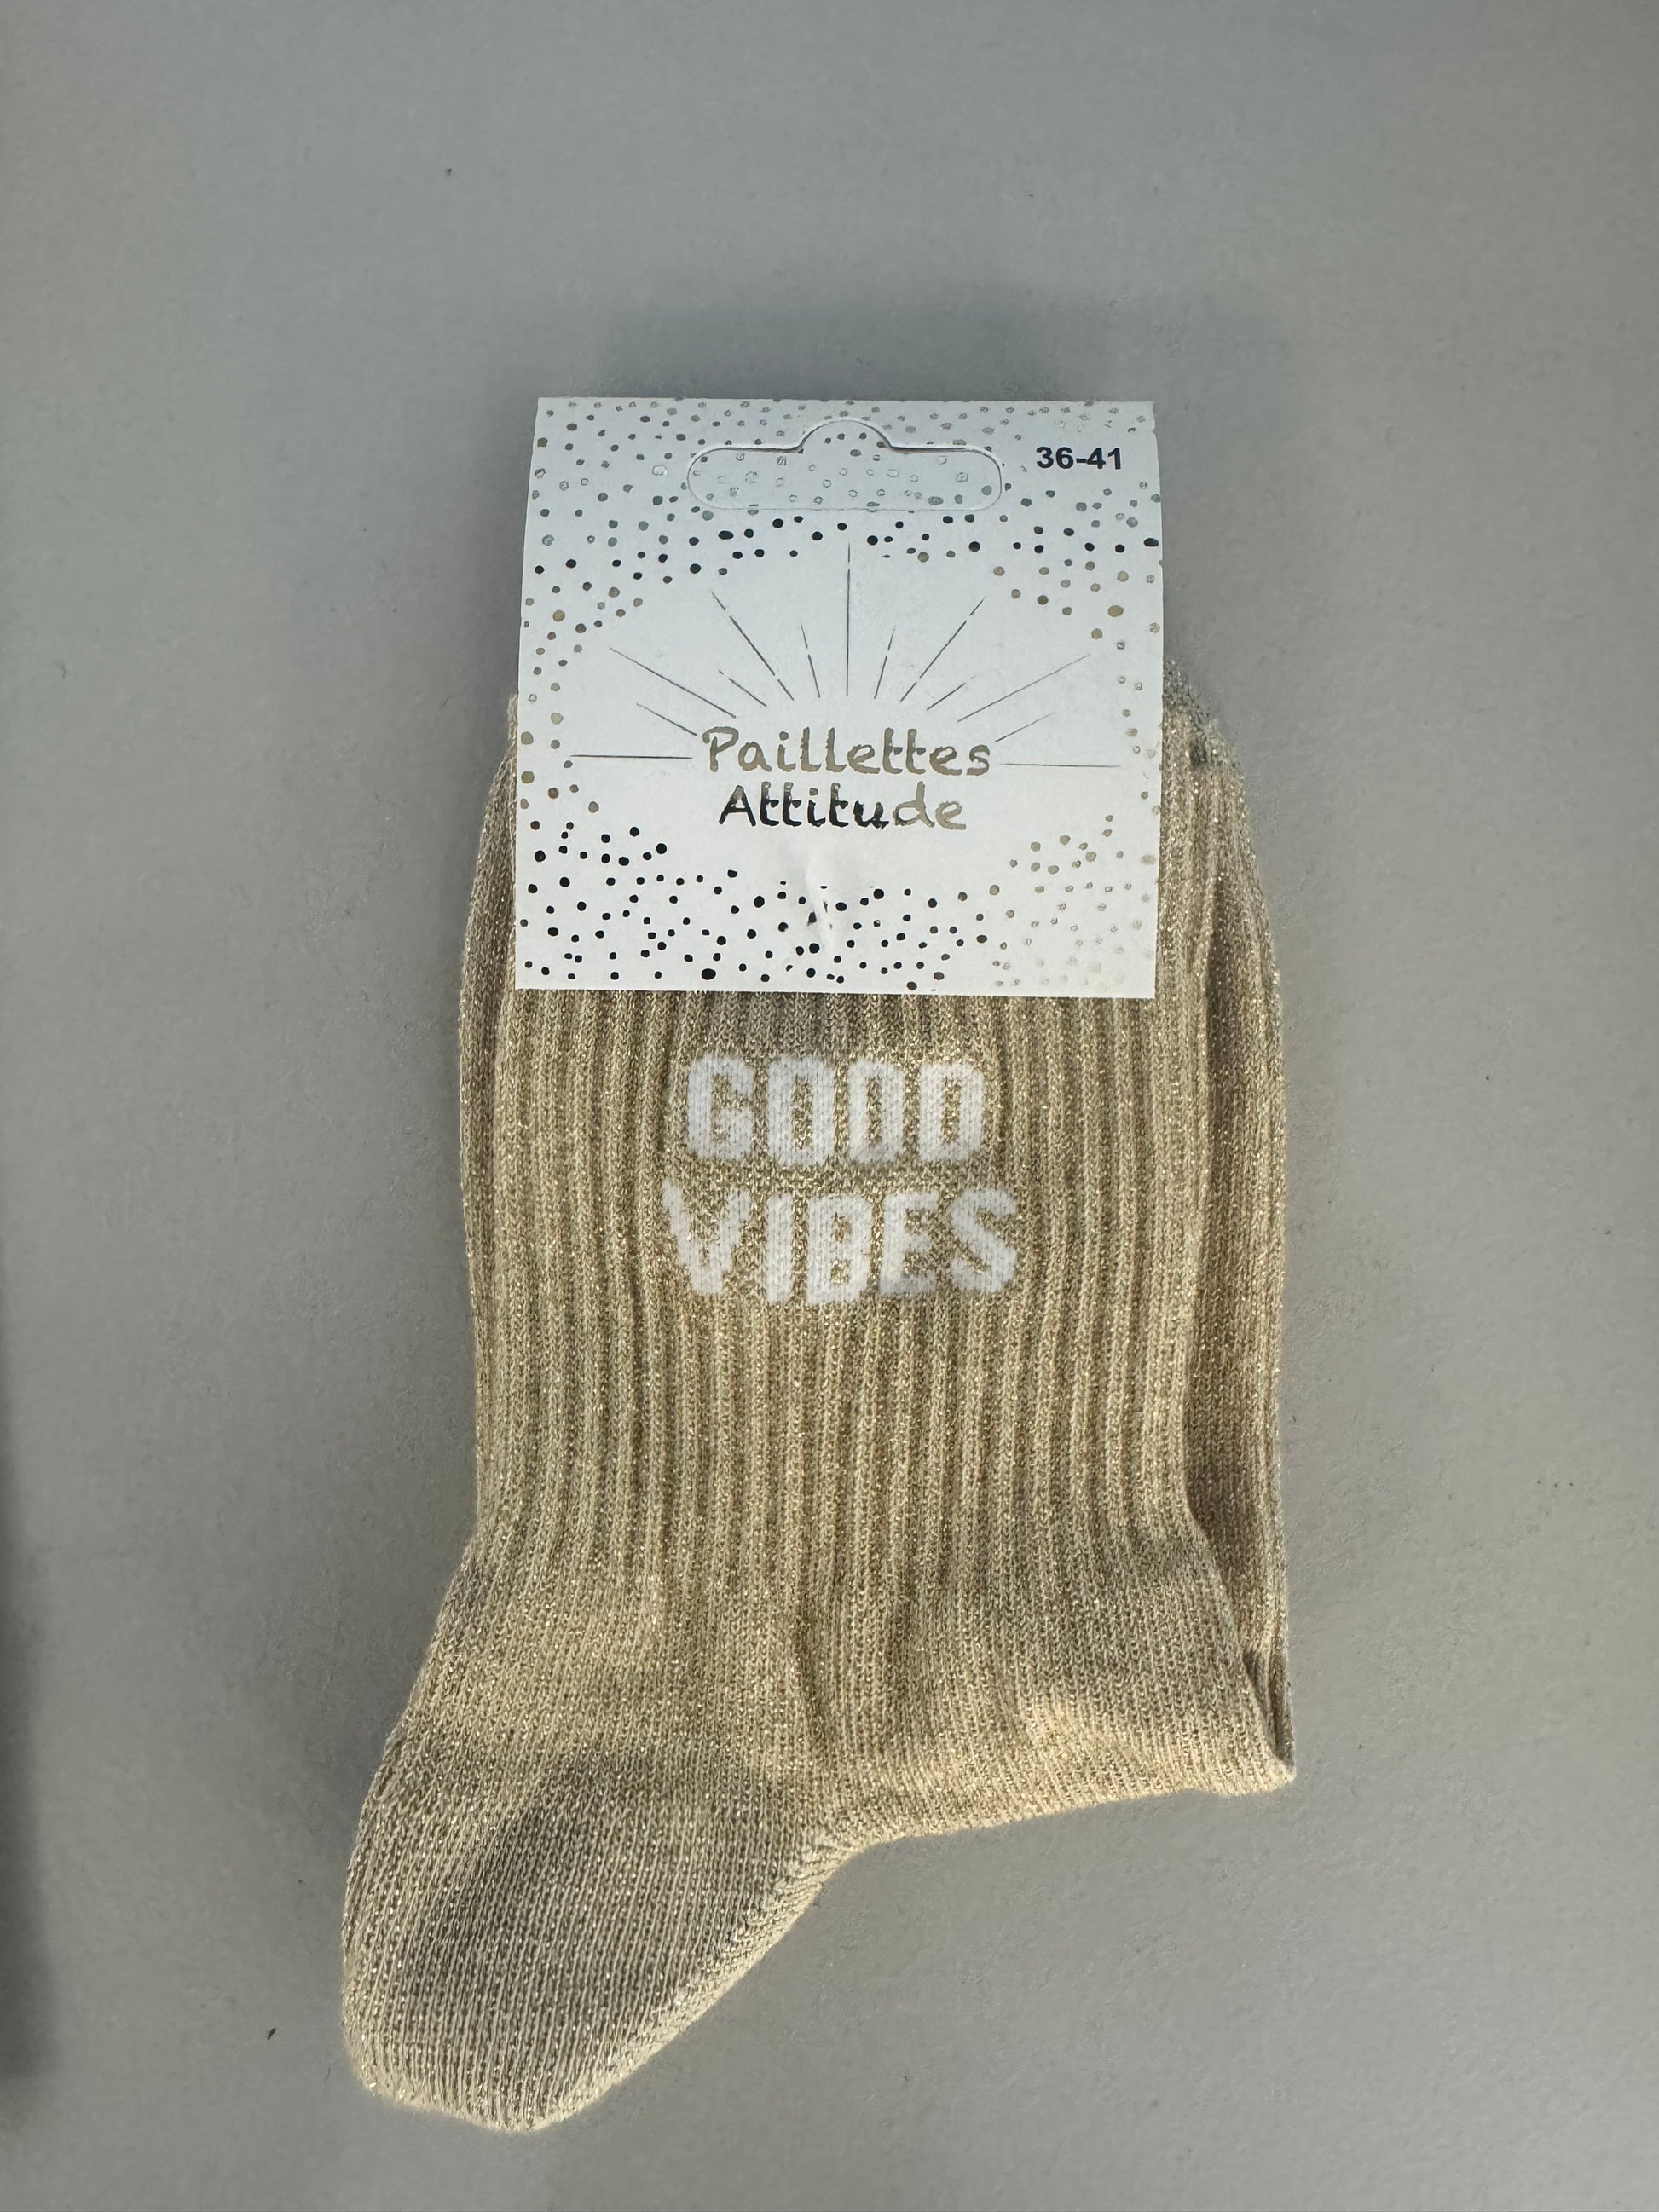 36-41
Paillettes
Attitude
GOOD
VIBES